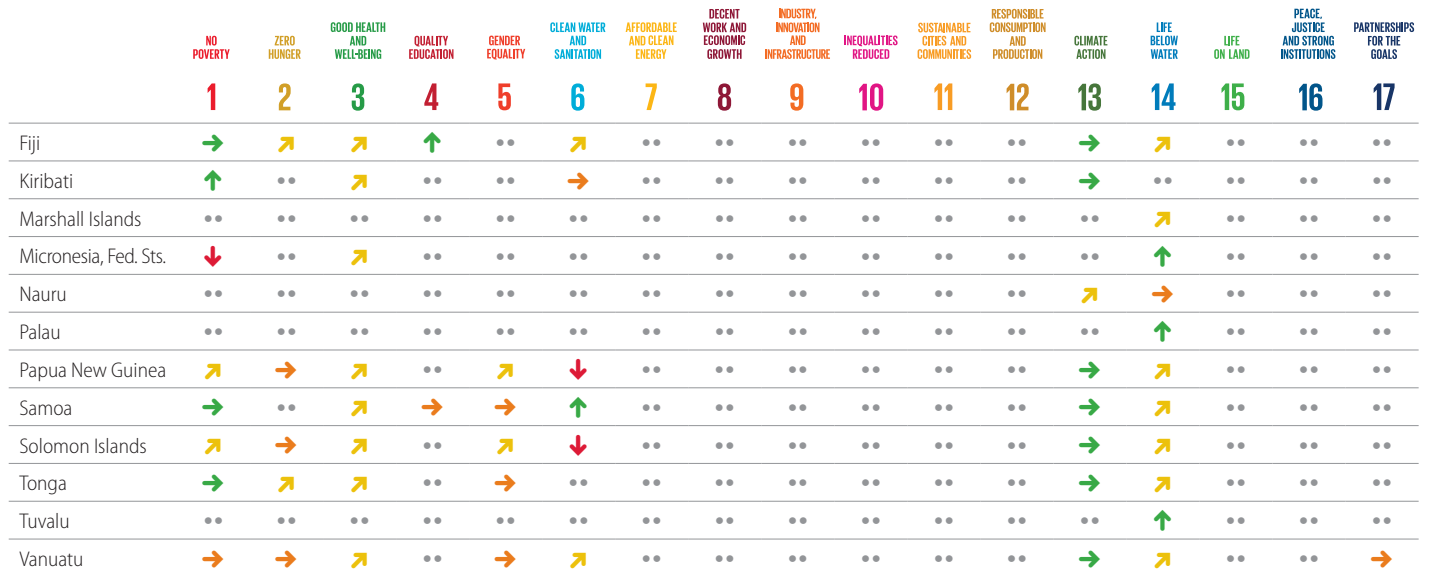 NO
POVERTY
ZERO
HUNGER
GOOD HEALTH
AND
WELL-BEING
QUALITY
EDUCATION
GENDER
EQUALITY
CLEAN WATER
AND
SANITATION
AFFORDABLE
AND CLEAN
ENERGY
DECENT
WORK AND
ECONOMIC
GROWTH
INDUSTRY,
INNOVATION
AND
INFRASTRUCTURE
INEQUALITIES
REDUCED
SUSTAINABLE
CITIES AND
COMMUNITIES
RESPONSIBLE
CONSUMPTION
AND
PRODUCTION
CLIMATE
ACTION
LIFE
BELOW
WATER
LIFE
ON LAND
PEACE,
JUSTICE
AND STRONG
INSTITUTIONS
PARTNERSHIPS
FOR THE
GOALS
1 2 3 4 5 6 7 8 9 10 11 12 13 14 15 16 17
Fiji
Kiribati
Marshall Islands
Micronesia, Fed. Sts.
Nauru
Palau
Papua New Guinea
Samoa
Solomon Islands
Tonga
Tuvalu
Vanuatu